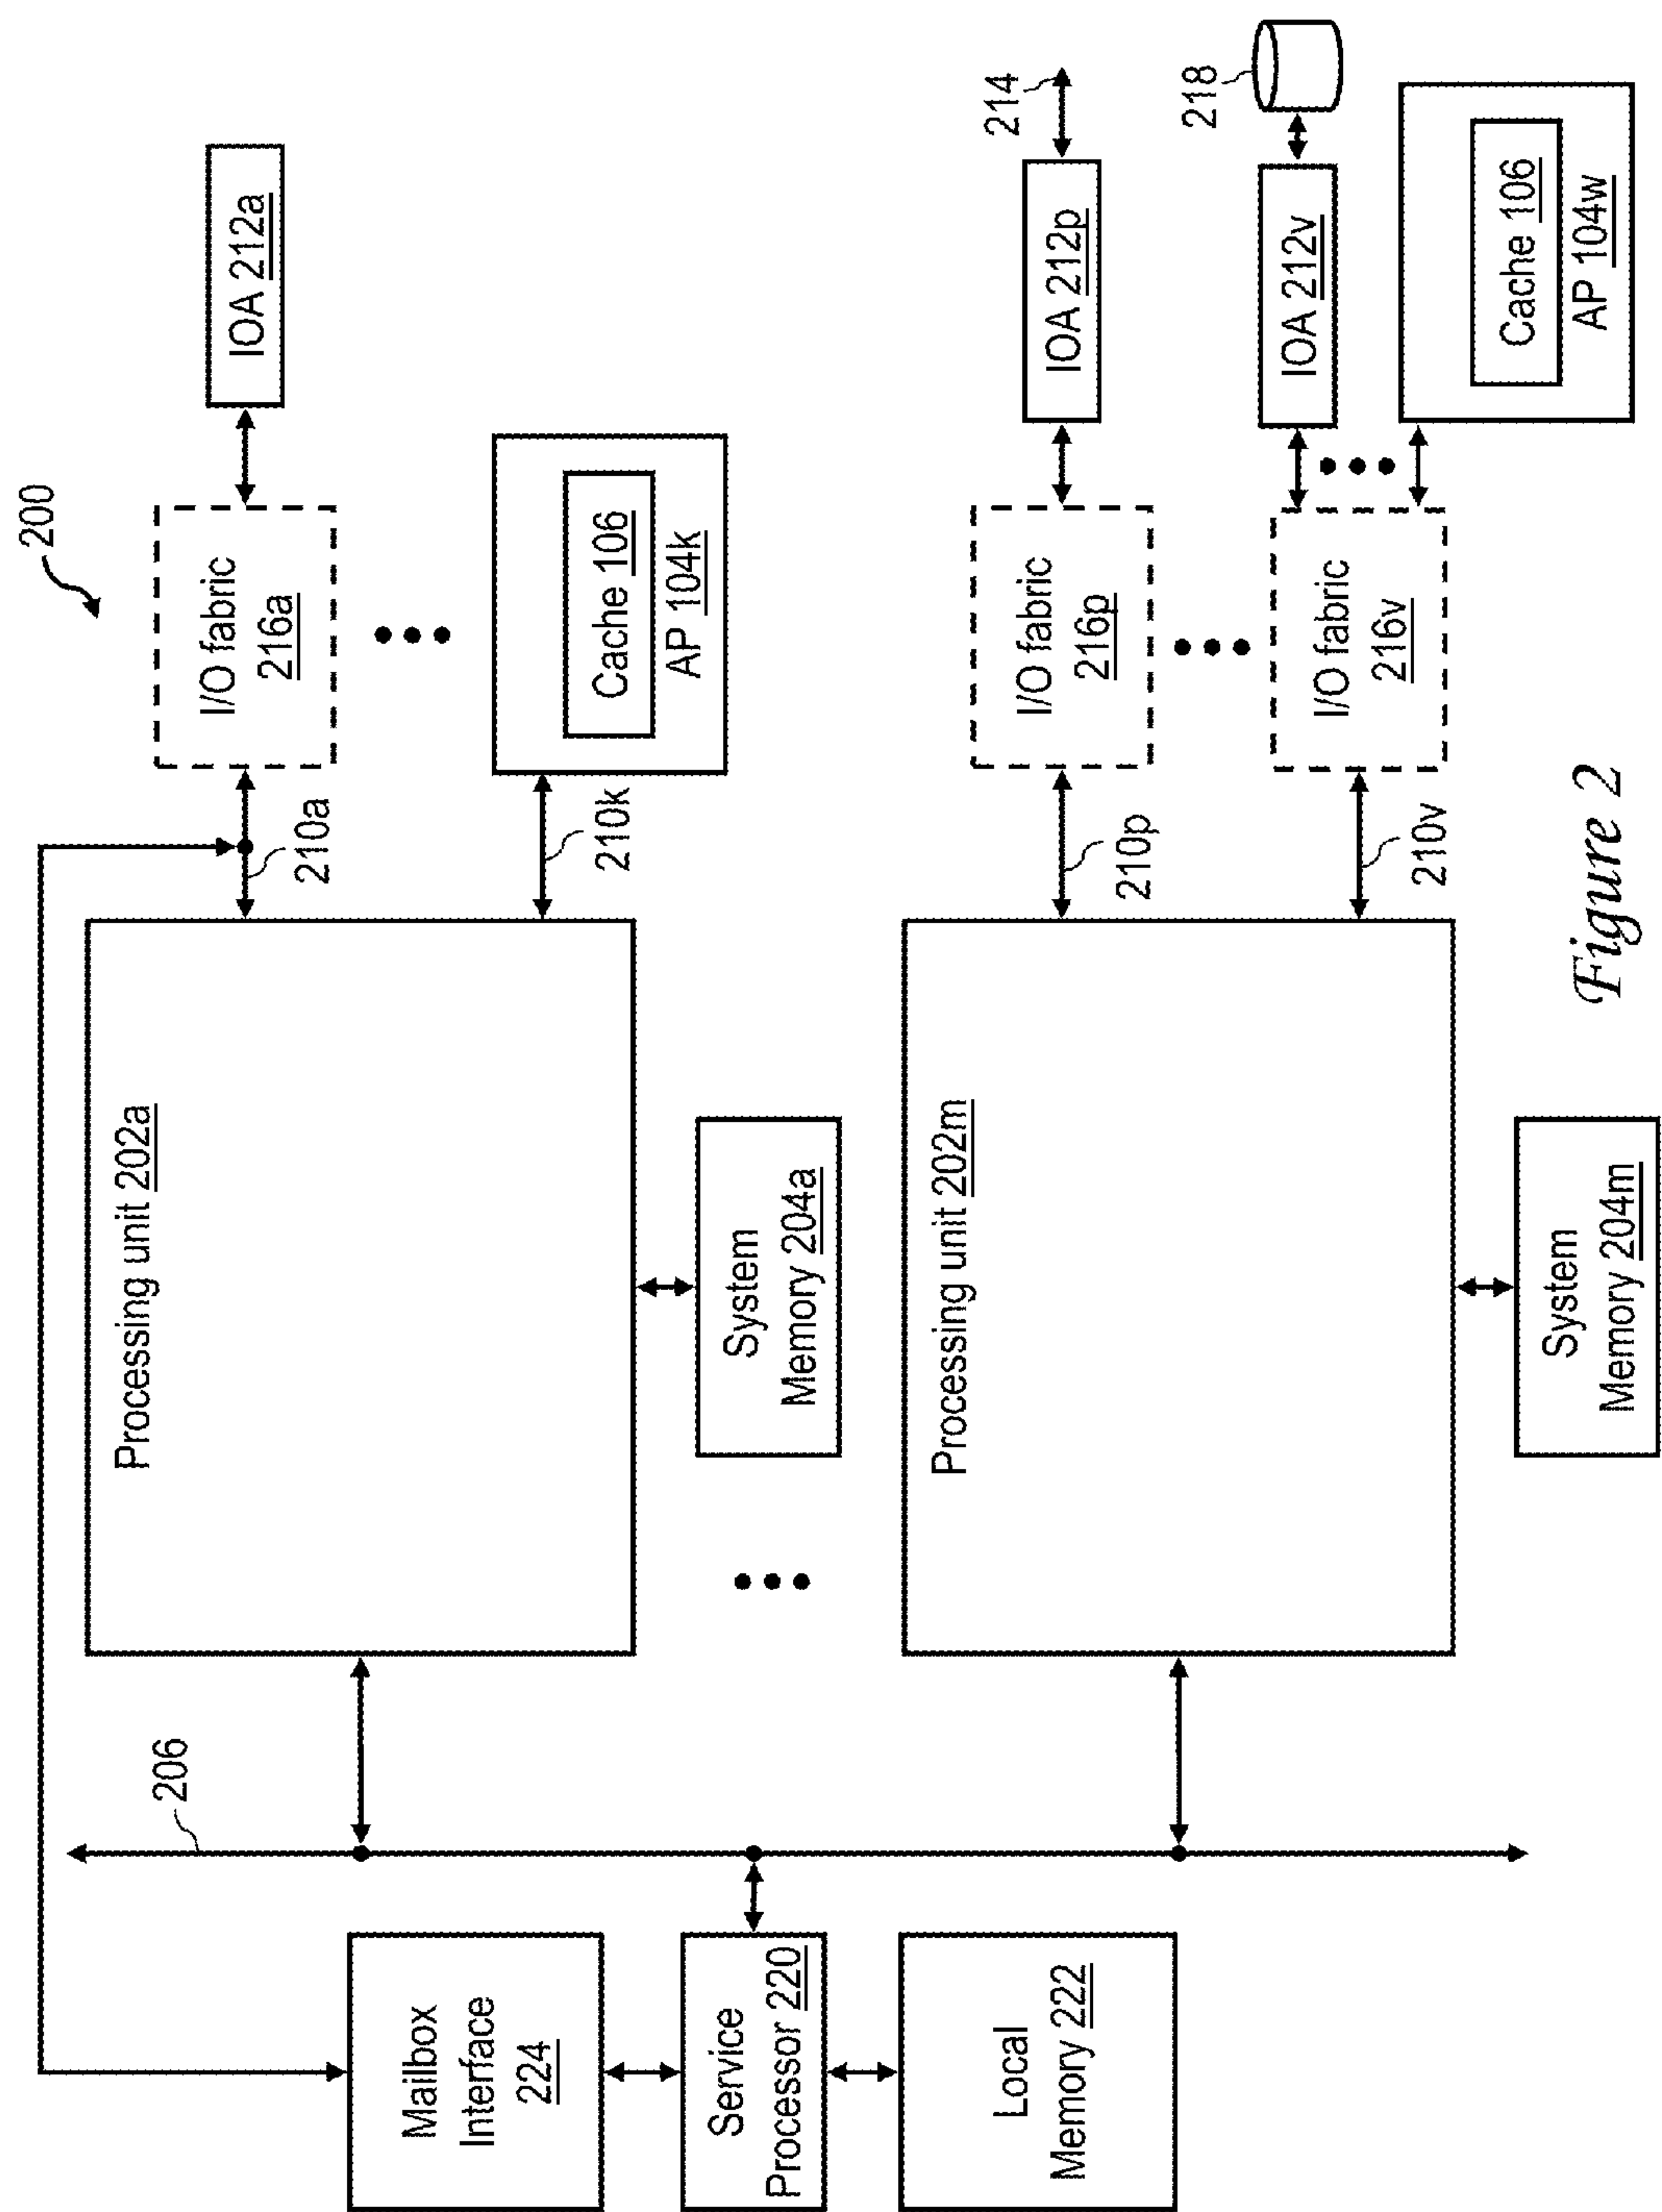 200
Mailbox
Interface
224
Service
Processor 220
Local
Memory 222
206
Processing unit 202a
System
Memory 204a
Processing unit 202m
System
Memory 204m
210a
210k
210p
210v
I/O fabric
216a
IOA 212a
Cache 106
AP 104k
I/O fabric
216p
IOA 212p
214
I/O fabric
216v
IOA 212v
218
Cache 106
AP 104w
Figure 2